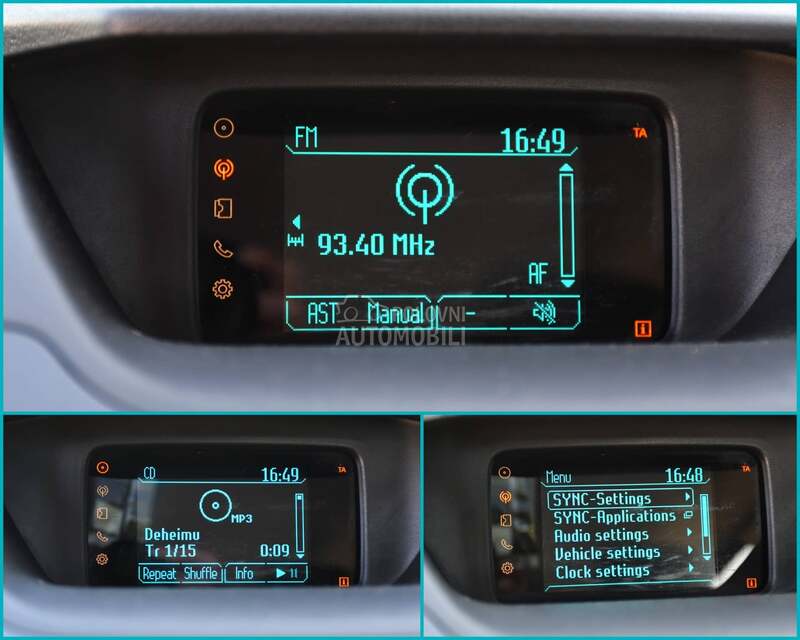 FM 16:49 TA
93.40 MHz
AF
AST Manual -
POLOVNI
AUTOMOBILI
CD 16:49 TA
MP3
Deheimu
Tr 1/15 0:09
Repeat Shuffle Info
Menu 16:48 TA
SYNC-Settings
SYNC-Applications
Audio settings
Vehicle settings
Clock settings